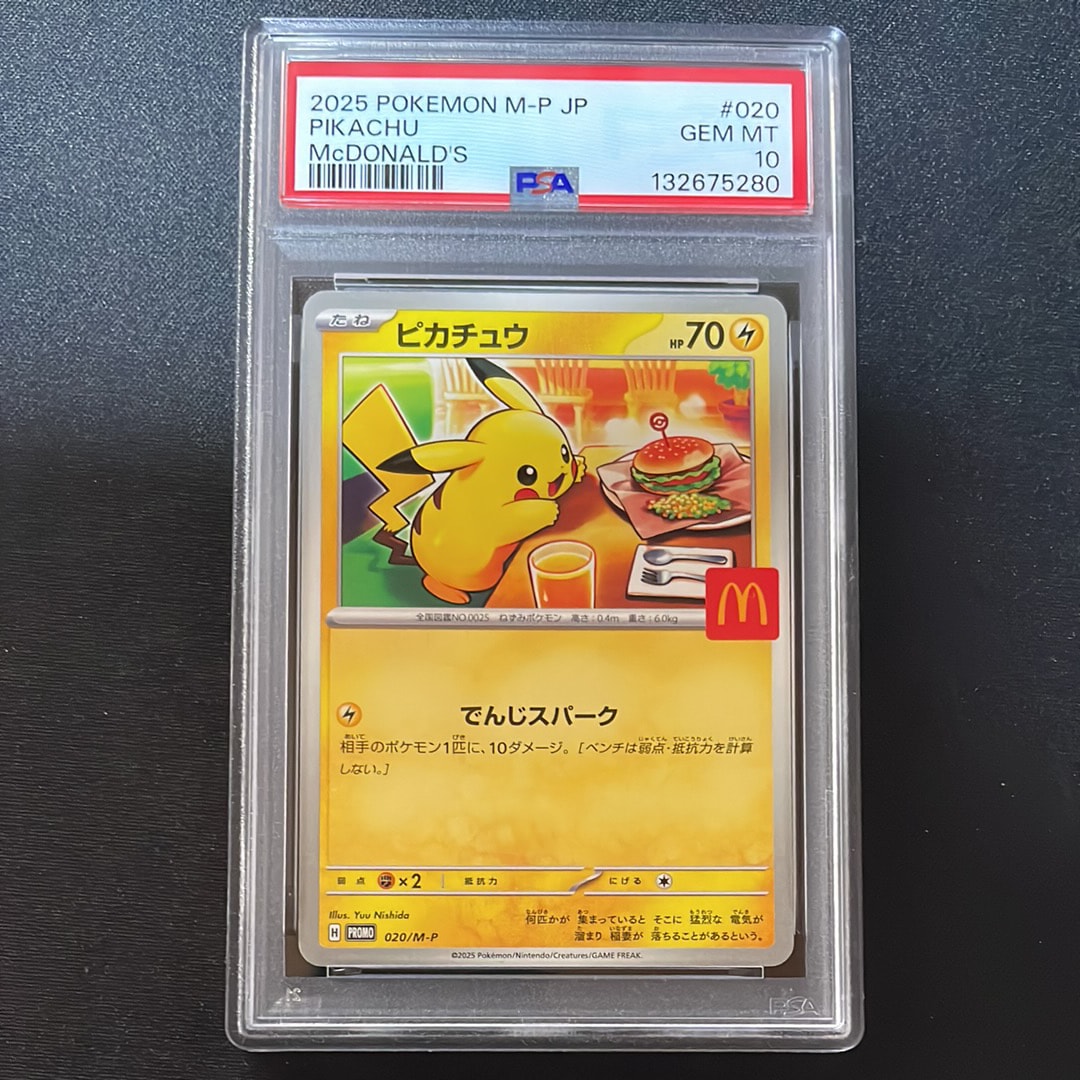 2025 POKEMON M-P JP #020
PIKACHU GEM MT
McDONALD'S 10
PSA 132675280
たね ピカチュウ HP70
M
全国図鑑NO.0025 ねずみポケモン 高さ:0.4m 重さ:6.0kg
でんじスパーク
相手のポケモン1匹に、10ダメージ。[ベンチは弱点・抵抗力を計算
しない。]
弱点 ×2 抵抗力 にげる
Illus. Yuu Nishida
何匹かが 集まっていると そこに 猛烈な 電気が
溜まり 稲妻が 落ちることがあるという。
H PROMO 020/M-P
©2025 Pokémon/Nintendo/Creatures/GAME FREAK.
PSA